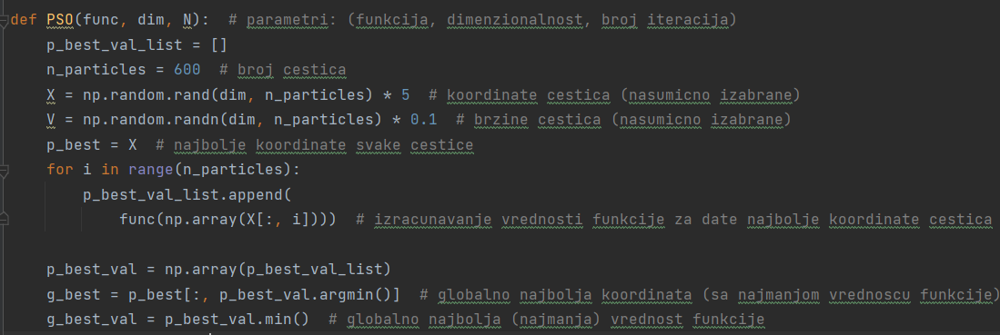 def PSO(func, dim, N):  # parametri: (funkcija, dimenzionalnost, broj iteracija)
    p_best_val_list = []
    n_particles = 600  # broj cestica
    X = np.random.rand(dim, n_particles) * 5  # koordinate cestica (nasumicno izabrane)
    V = np.random.randn(dim, n_particles) * 0.1  # brzine cestica (nasumicno izabrane)
    p_best = X  # najbolje koordinate svake cestice
    for i in range(n_particles):
        p_best_val_list.append(
            func(np.array(X[:, i])))  # izracunavanje vrednosti funkcije za date najbolje koordinate cestica
    p_best_val = np.array(p_best_val_list)
    g_best = p_best[:, p_best_val.argmin()]  # globalno najbolja koordinata (sa najmanjom vrednoscu funkcije)
    g_best_val = p_best_val.min()  # globalno najbolja (najmanja) vrednost funkcije